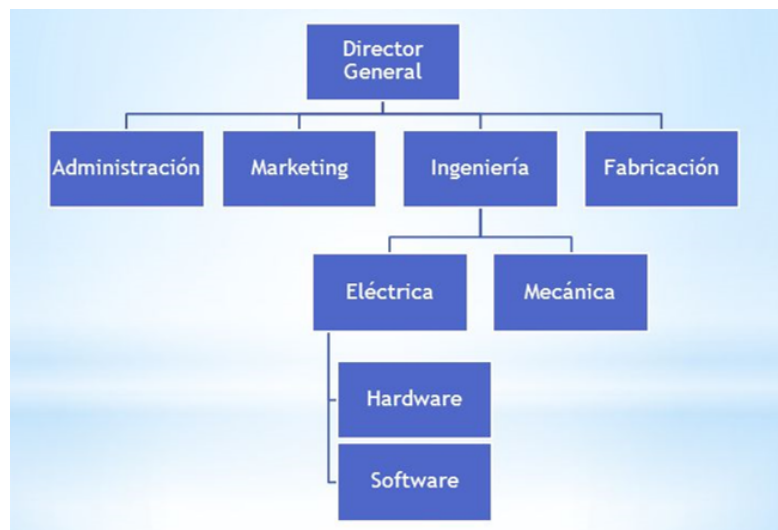 Director
General
Administración
Marketing
Ingeniería
Fabricación
Eléctrica
Mecánica
Hardware
Software